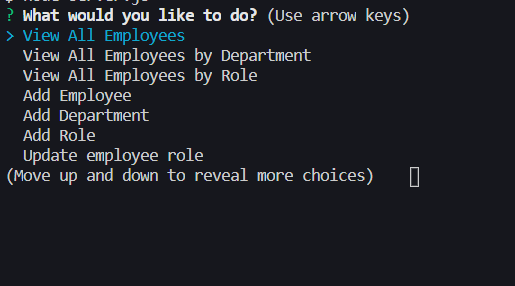 ? What would you like to do? (Use arrow keys)
> View All Employees
View All Employees by Department
View All Employees by Role
Add Employee
Add Department
Add Role
Update employee role
(Move up and down to reveal more choices)